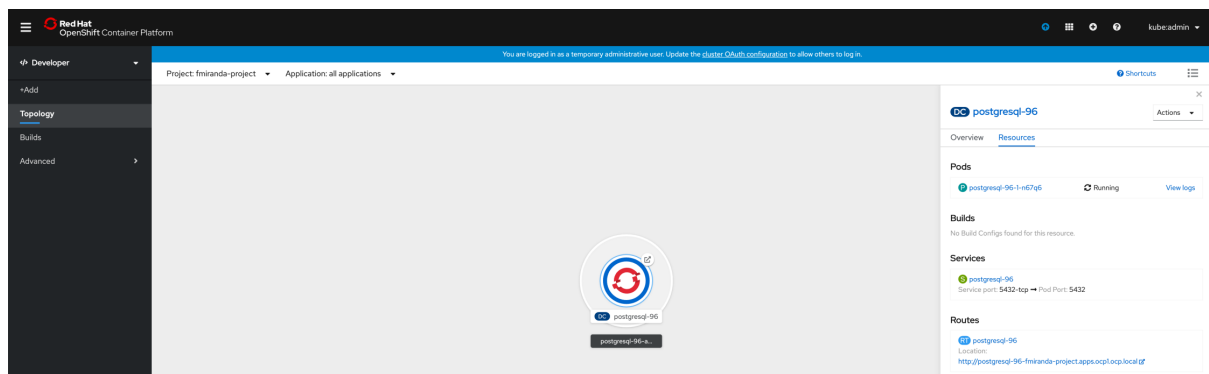 Red Hat
OpenShift Container Platform
kube:admin
You are logged in as a temporary administrative user. Update the cluster OAuth configuration to allow others to log in.
Developer
Project: fmiranda-project Application: all applications
Shortcuts
+Add
Topology
Builds
Advanced
DC postgresql-96
Actions
Overview Resources
Pods
P postgresql-96-1-n67q6 Running View logs
Builds
No Build Configs found for this resource.
Services
S postgresql-96
Service port: 5432-tcp → Pod Port: 5432
Routes
RT postgresql-96
Location:
http://postgresql-96-fmiranda-project.apps.ocp1.ocp.local
DC postgresql-96
postgresql-96-a...